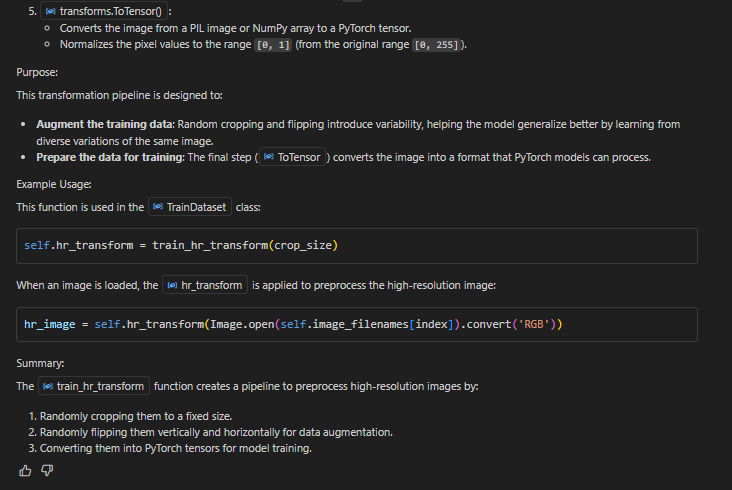 5. transforms.ToTensor() :
Converts the image from a PIL image or NumPy array to a PyTorch tensor.
Normalizes the pixel values to the range [0, 1] (from the original range [0, 255]).
Purpose:
This transformation pipeline is designed to:
Augment the training data: Random cropping and flipping introduce variability, helping the model generalize better by learning from
diverse variations of the same image.
Prepare the data for training: The final step ( ToTensor ) converts the image into a format that PyTorch models can process.
Example Usage:
This function is used in the TrainDataset class:
self.hr_transform = train_hr_transform(crop_size)
When an image is loaded, the hr_transform is applied to preprocess the high-resolution image:
hr_image = self.hr_transform(Image.open(self.image_filenames[index]).convert('RGB'))
Summary:
The train_hr_transform function creates a pipeline to preprocess high-resolution images by:
1. Randomly cropping them to a fixed size.
2. Randomly flipping them vertically and horizontally for data augmentation.
3. Converting them into PyTorch tensors for model training.